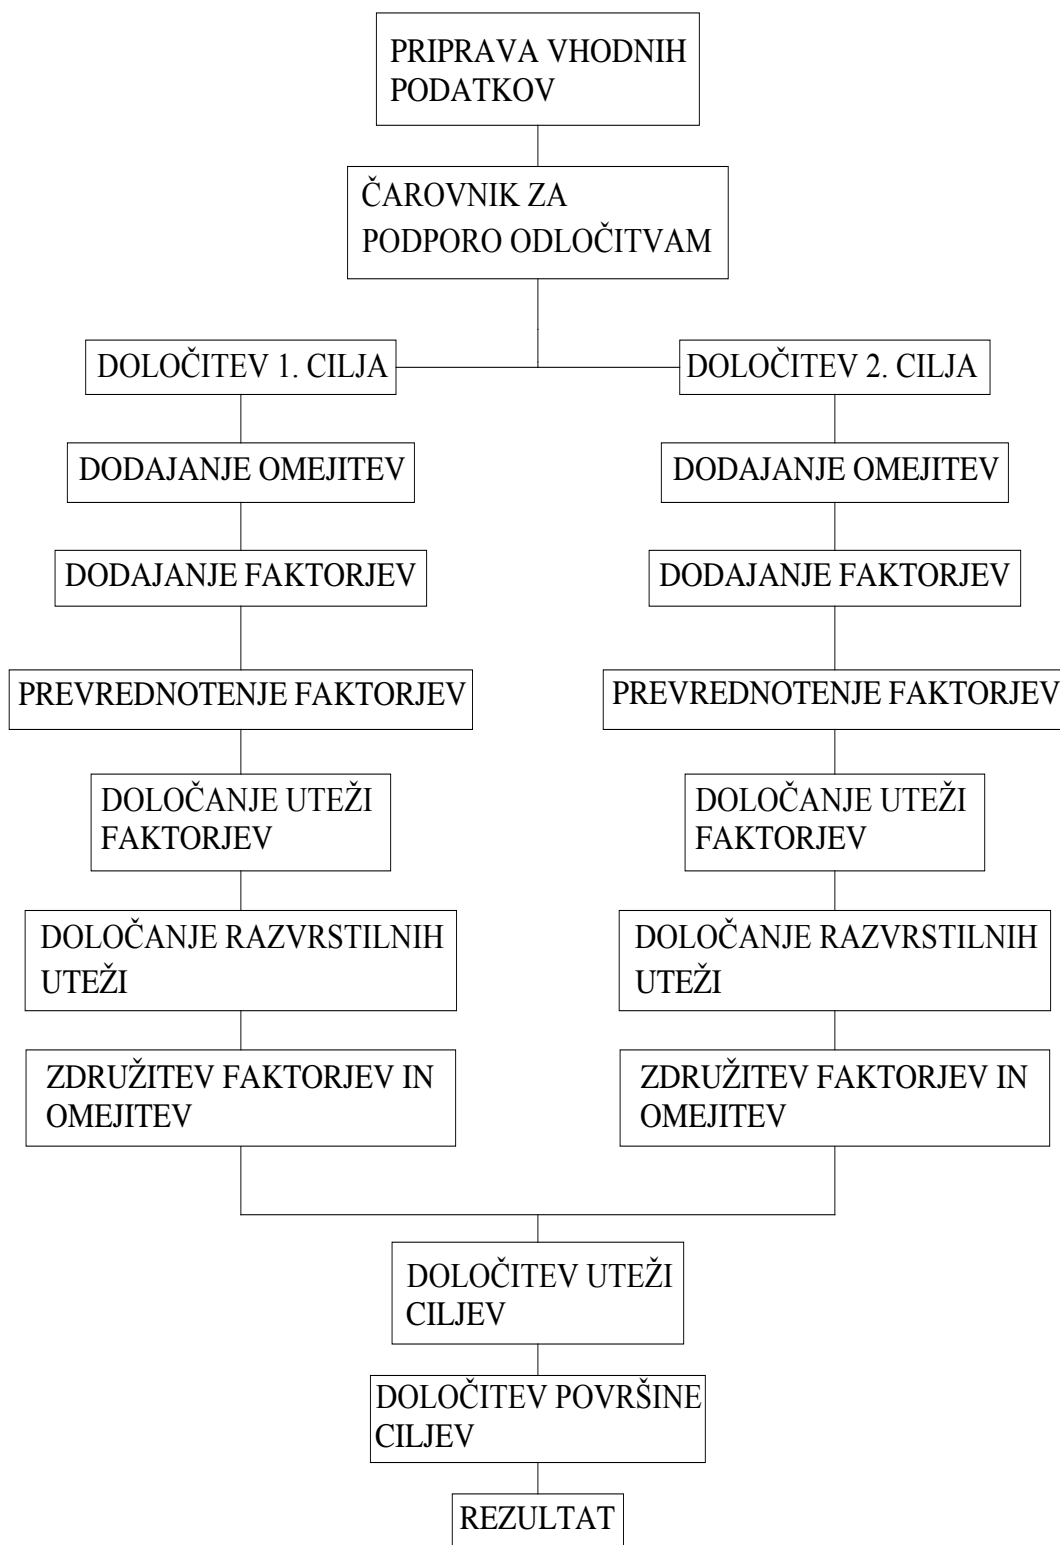 PRIPRAVA VHODNIH
PODATKOV
ČAROVNIK ZA
PODPORO ODLOČITVAM
DOLOČITEV 1. CILJA
DODAJANJE OMEJITEV
DODAJANJE FAKTORJEV
PREVREDNOTENJE FAKTORJEV
DOLOČANJE UTEŽI
FAKTORJEV
DOLOČANJE RAZVRSTILNIH
UTEŽI
ZDRUŽITEV FAKTORJEV IN
OMEJITEV
DOLOČITEV 2. CILJA
DODAJANJE OMEJITEV
DODAJANJE FAKTORJEV
PREVREDNOTENJE FAKTORJEV
DOLOČANJE UTEŽI
FAKTORJEV
DOLOČANJE RAZVRSTILNIH
UTEŽI
ZDRUŽITEV FAKTORJEV IN
OMEJITEV
DOLOČITEV UTEŽI
CILJEV
DOLOČITEV POVRŠINE
CILJEV
REZULTAT